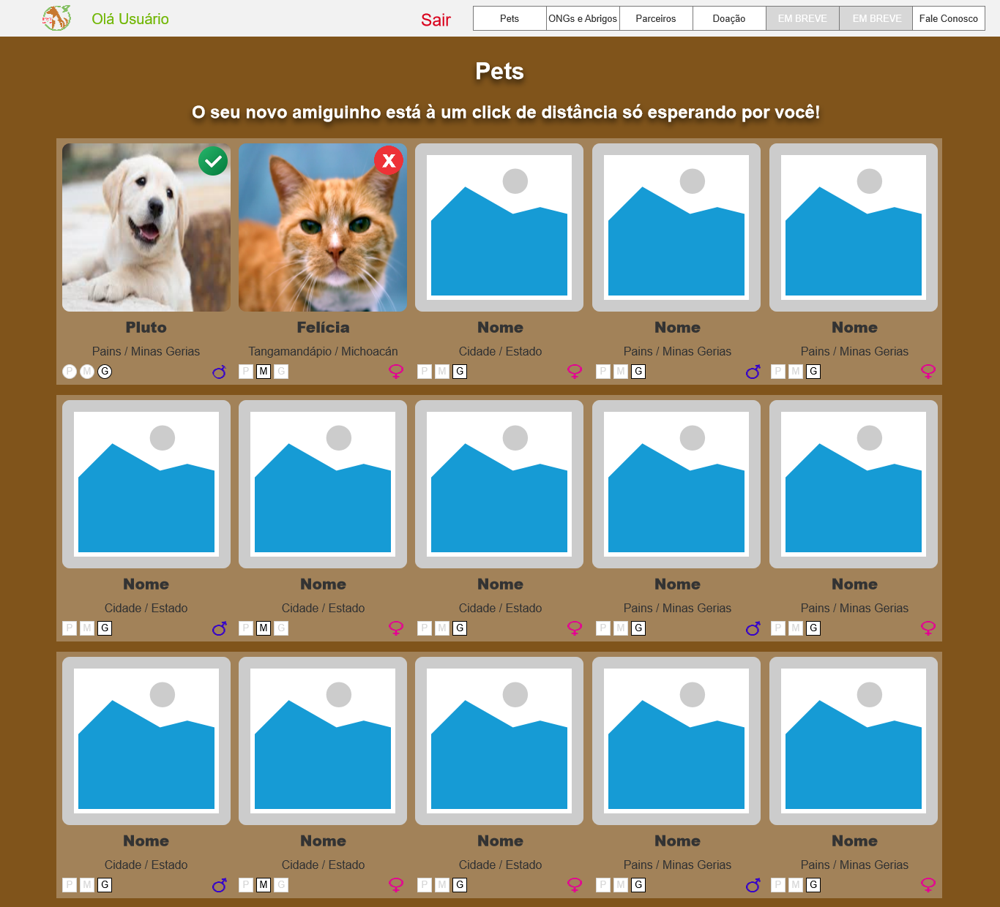 Olá Usuário
Sair
Pets
ONGs e Abrigos
Parceiros
Doação
EM BREVE
EM BREVE
Fale Conosco
Pets
O seu novo amiguinho está à um click de distância só esperando por você!
Pluto
Felícia
Nome
Nome
Nome
Pains / Minas Gerias
Tangamandápio / Michoacán
Cidade / Estado
Pains / Minas Gerias
Pains / Minas Gerias
P M G
P M G
P M G
P M G
P M G
Nome
Nome
Nome
Nome
Nome
Cidade / Estado
Cidade / Estado
Cidade / Estado
Pains / Minas Gerias
Pains / Minas Gerias
P M G
P M G
P M G
P M G
P M G
Nome
Nome
Nome
Nome
Nome
Cidade / Estado
Cidade / Estado
Cidade / Estado
Pains / Minas Gerias
Pains / Minas Gerias
P M G
P M G
P M G
P M G
P M G